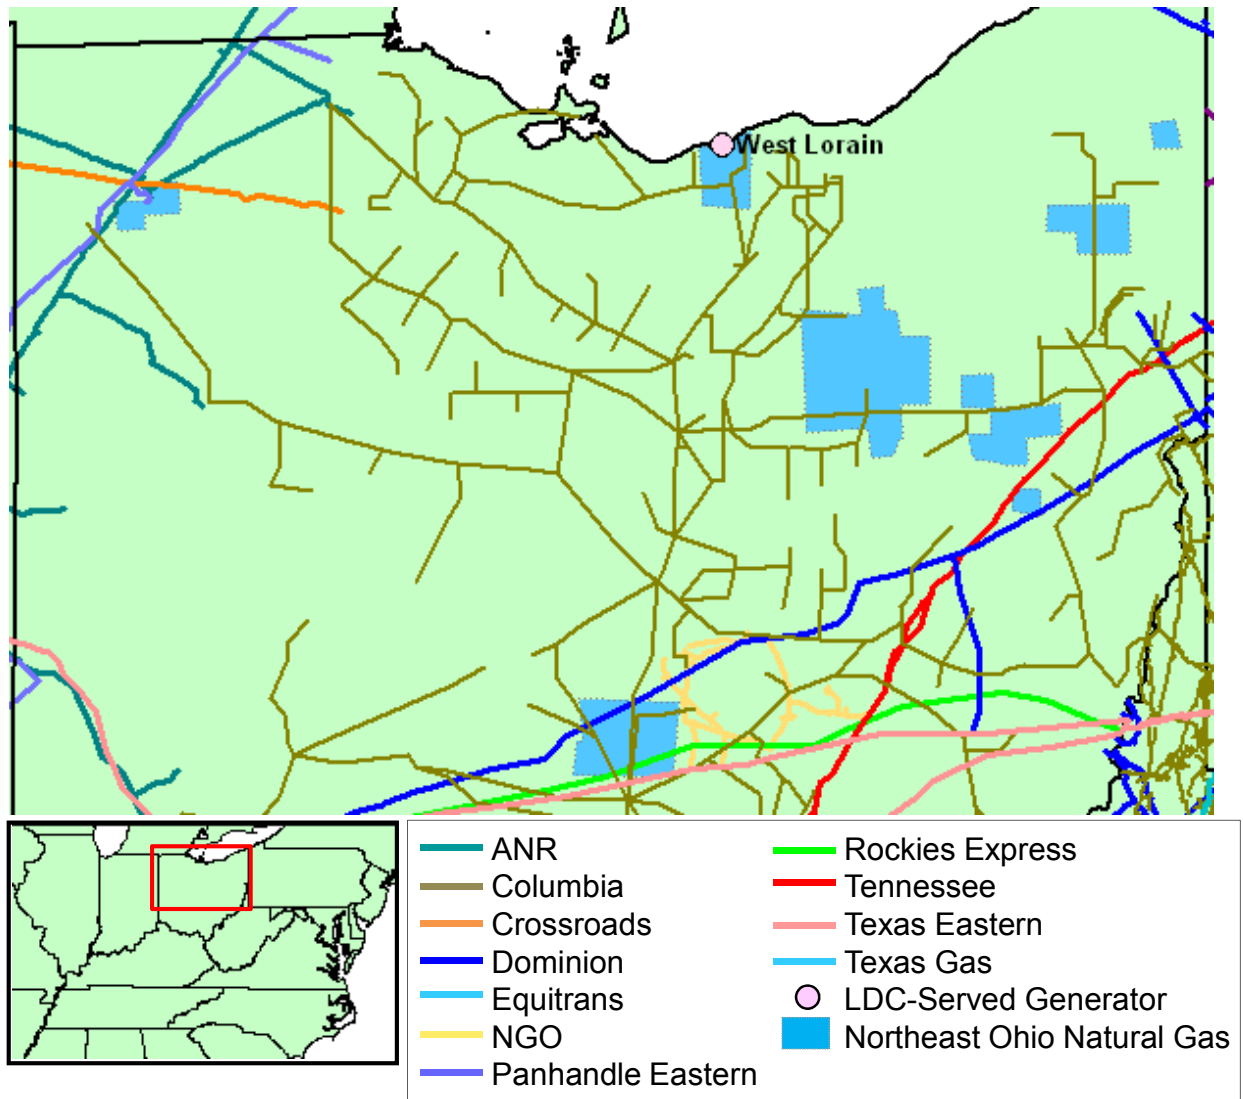 West Lorain
ANR
Columbia
Crossroads
Dominion
Equitrans
NGO
Panhandle Eastern
Rockies Express
Tennessee
Texas Eastern
Texas Gas
LDC-Served Generator
Northeast Ohio Natural Gas